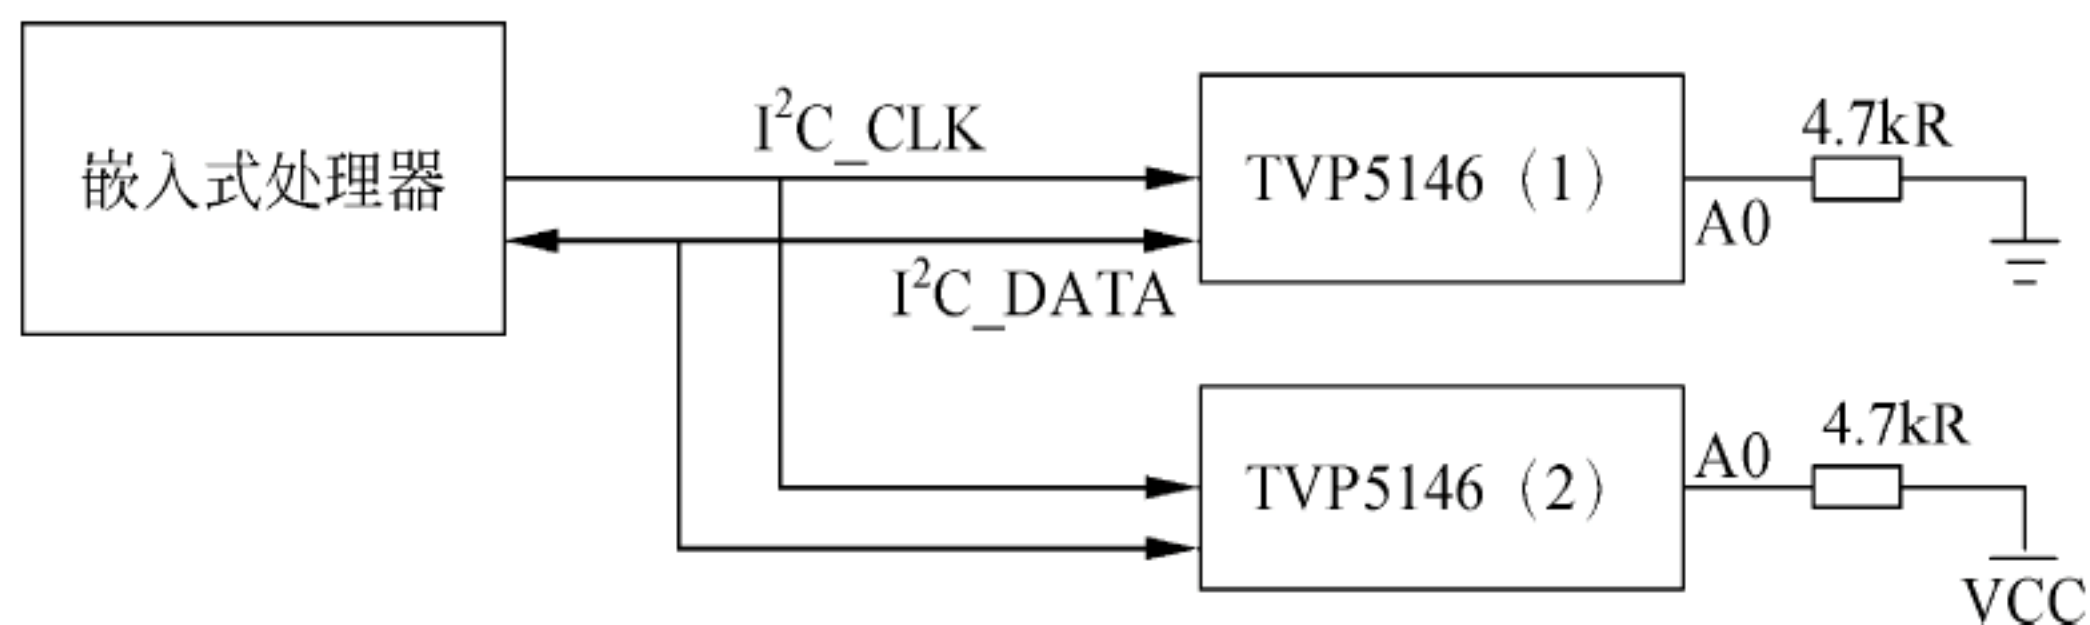 嵌入式处理器
I²C_CLK
I²C_DATA
TVP5146（1）
A0
4.7kR
TVP5146（2）
A0
4.7kR
VCC